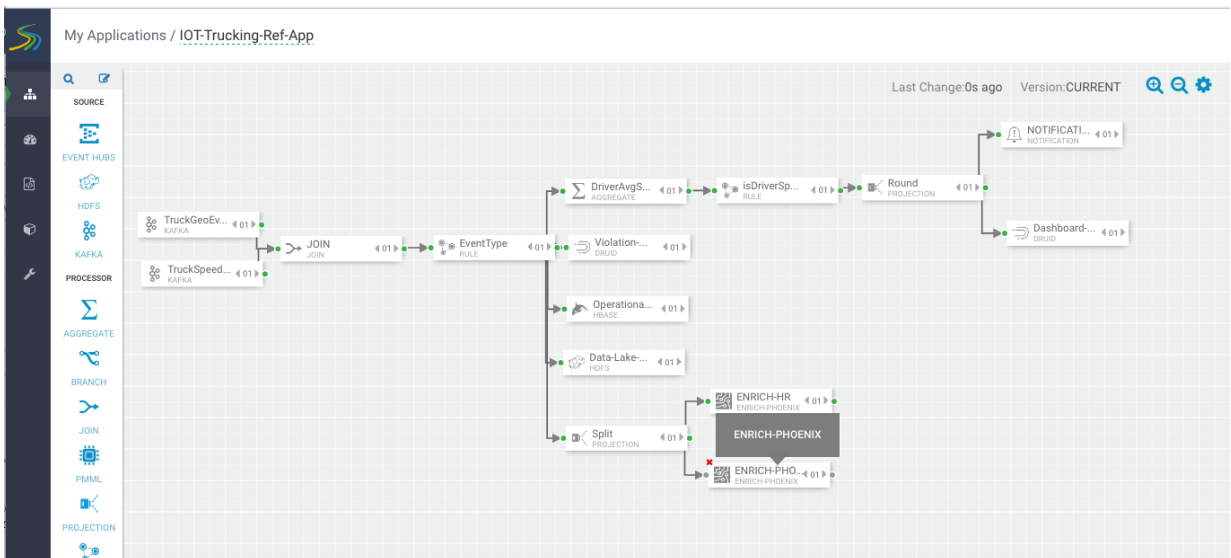 My Applications / IOT-Trucking-Ref-App
Last Change:0s ago Version:CURRENT
SOURCE
EVENT HUBS
HDFS
KAFKA
PROCESSOR
AGGREGATE
BRANCH
JOIN
PMML
PROJECTION
TruckGeoEv... 01
KAFKA
TruckSpeed... 01
KAFKA
JOIN 01
JOIN
EventType 01
RULE
DriverAvgS... 01
AGGREGATE
isDriverSp... 01
RULE
Round 01
PROJECTION
NOTIFICATI... 01
NOTIFICATION
Dashboard-... 01
DRUID
Violation-... 01
DRUID
Operationa... 01
HBASE
Data-Lake-... 01
HDFS
Split 01
PROJECTION
ENRICH-HR 01
ENRICH-PHOENIX
ENRICH-PHOENIX
ENRICH-PHO... 01
ENRICH-PHOENIX